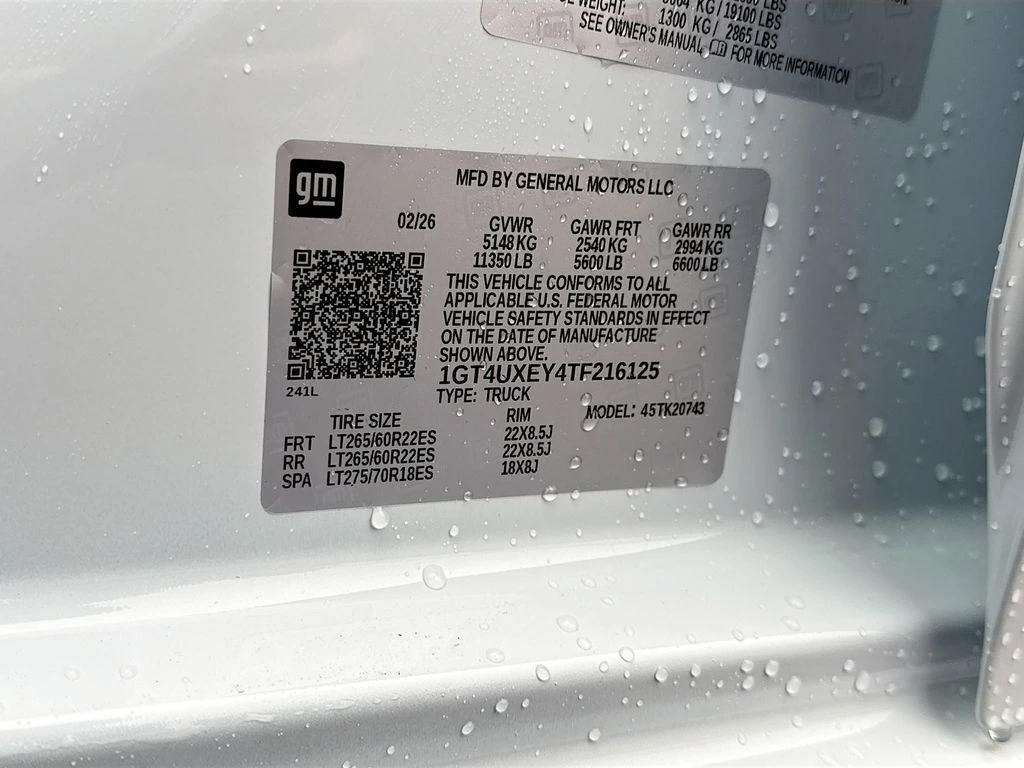 KG/19100 LBS
WEIGHT: 1300 KG/ 2865 LBS
SEE OWNER'S MANUAL FOR MORE INFORMATION
gm
MFD BY GENERAL MOTORS LLC
02/26 GVWR GAWR FRT GAWR RR
5148 KG 2540 KG 2994 KG
11350 LB 5600 LB 6600 LB
THIS VEHICLE CONFORMS TO ALL
APPLICABLE U.S. FEDERAL MOTOR
VEHICLE SAFETY STANDARDS IN EFFECT
ON THE DATE OF MANUFACTURE
SHOWN ABOVE.
1GT4UXEY4TF216125
241L
TYPE: TRUCK
TIRE SIZE RIM MODEL: 45TK20743
FRT LT265/60R22ES 22X8.5J
RR LT265/60R22ES 22X8.5J
SPA LT275/70R18ES 18X8J